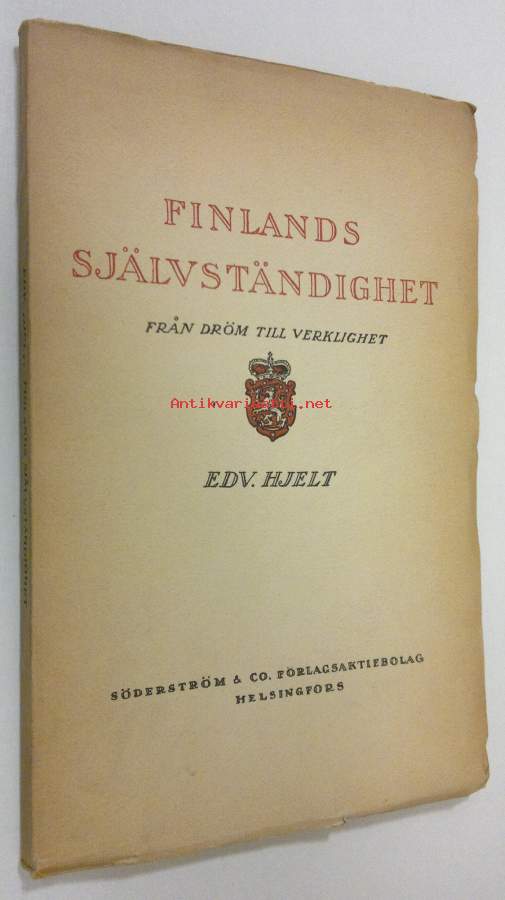 FINLANDS
SJÄLVSTÄNDIGHET
FRÅN DRÖM TILL VERKLIGHET
Antikvariaatti.net
EDV. HJELT
SÖDERSTRÖM & CO. FÖRLAGSAKTIEBOLAG
HELSINGFORS